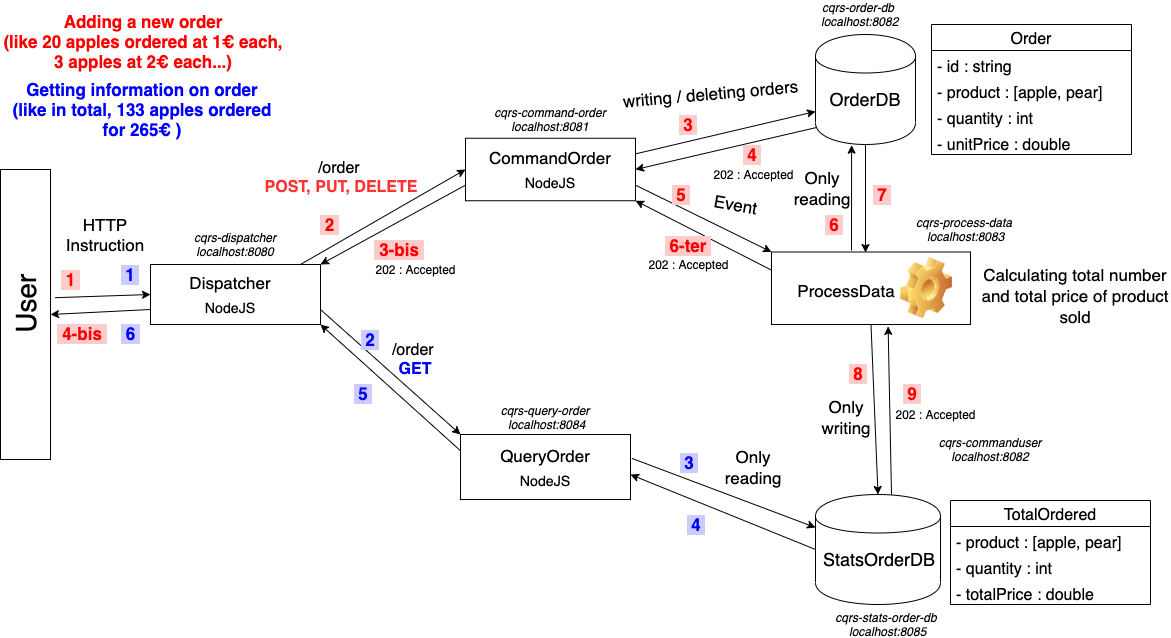 Adding a new order
(like 20 apples ordered at 1€ each,
3 apples at 2€ each...)
Getting information on order
(like in total, 133 apples ordered
for 265€ )
User
HTTP
Instruction
1
1
4-bis
6
cqrs-dispatcher
localhost:8080
Dispatcher
NodeJS
/order
POST, PUT, DELETE
2
3-bis
202 : Accepted
2
/order
GET
5
cqrs-command-order
localhost:8081
CommandOrder
NodeJS
writing / deleting orders
3
4
202 : Accepted
5
Event
6-ter
202 : Accepted
cqrs-order-db
localhost:8082
OrderDB
Order
- id : string
- product : [apple, pear]
- quantity : int
- unitPrice : double
Only
reading
6
7
cqrs-process-data
localhost:8083
ProcessData
Calculating total number
and total price of product
sold
8
Only
writing
9
202 : Accepted
cqrs-query-order
localhost:8084
QueryOrder
NodeJS
3
Only
reading
4
cqrs-commanduser
localhost:8082
StatsOrderDB
TotalOrdered
- product : [apple, pear]
- quantity : int
- totalPrice : double
cqrs-stats-order-db
localhost:8085